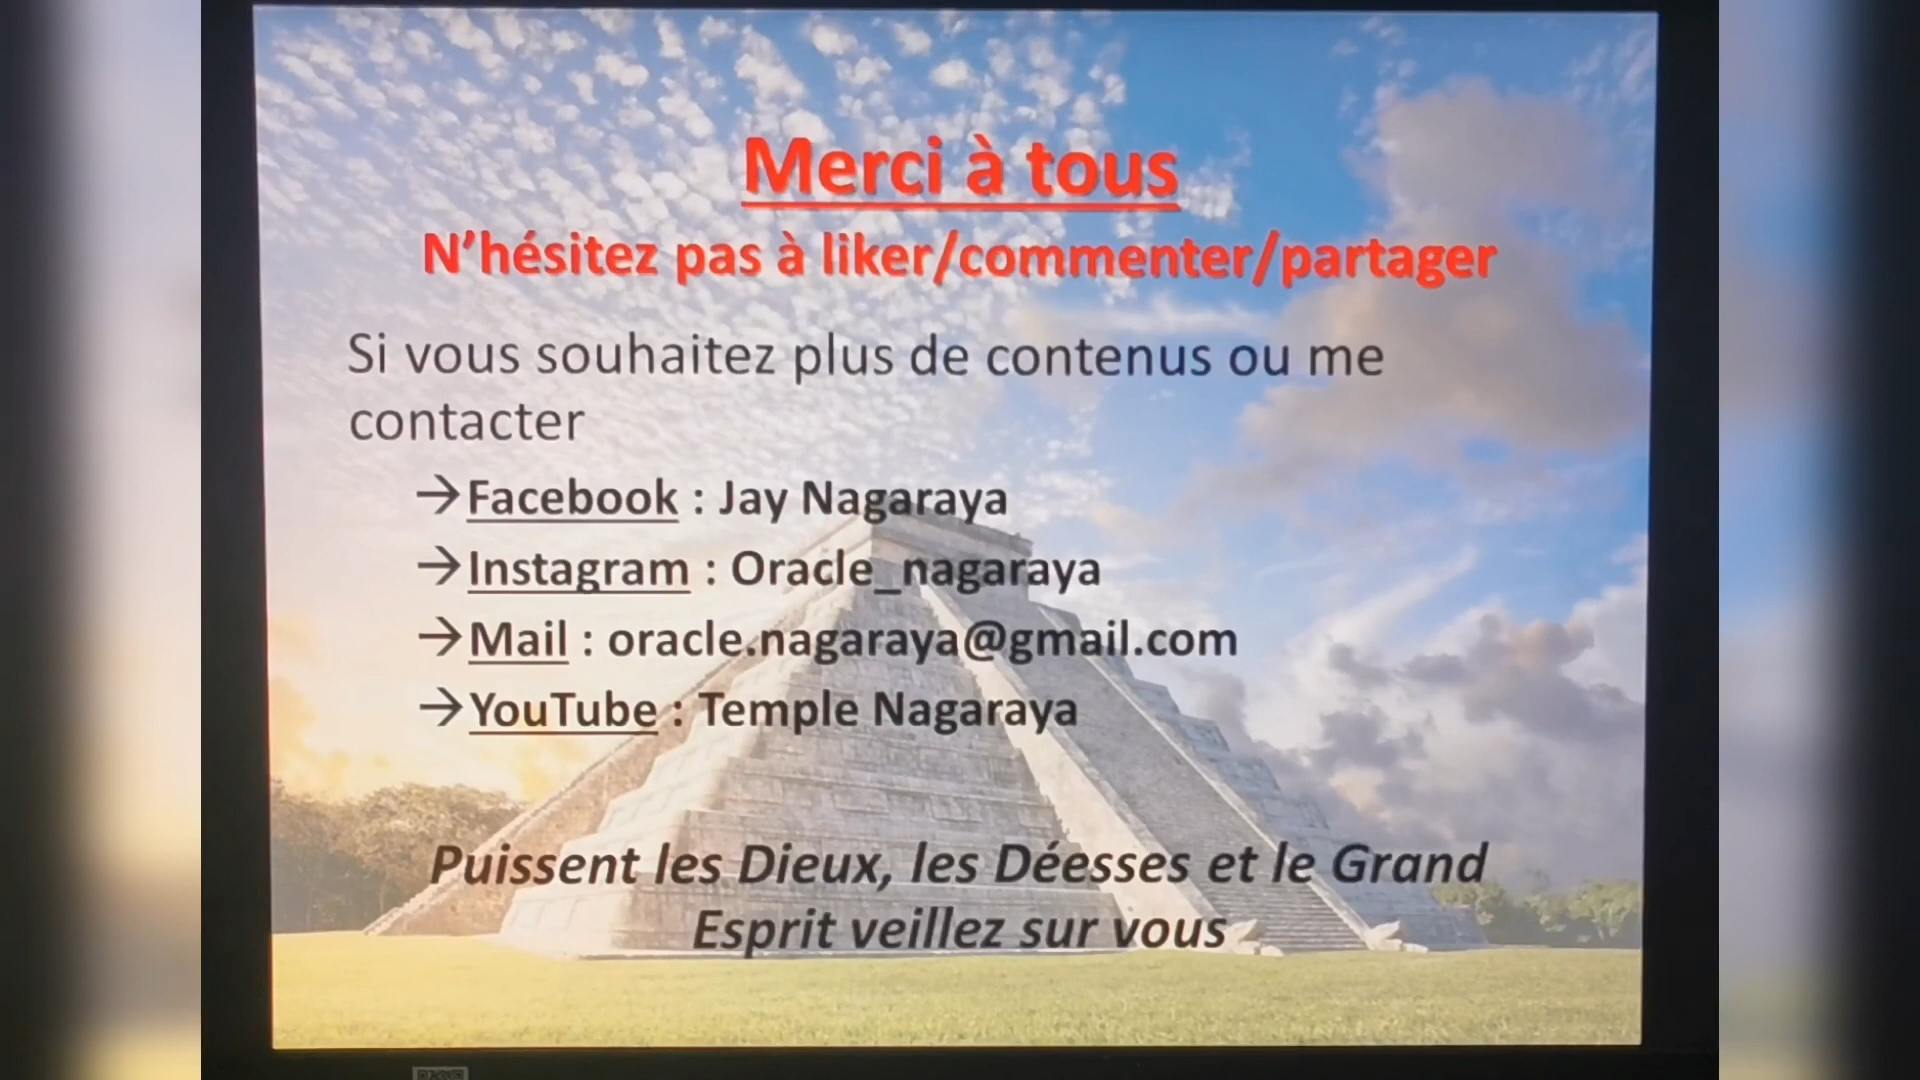 Merci à tous
N’hésitez pas à liker/commenter/partager
Si vous souhaitez plus de contenus ou me
contacter
→Facebook : Jay Nagaraya
→Instagram : Oracle_nagaraya
→Mail : oracle.nagaraya@gmail.com
→YouTube : Temple Nagaraya
Puissent les Dieux, les Déesses et le Grand
Esprit veillez sur vous